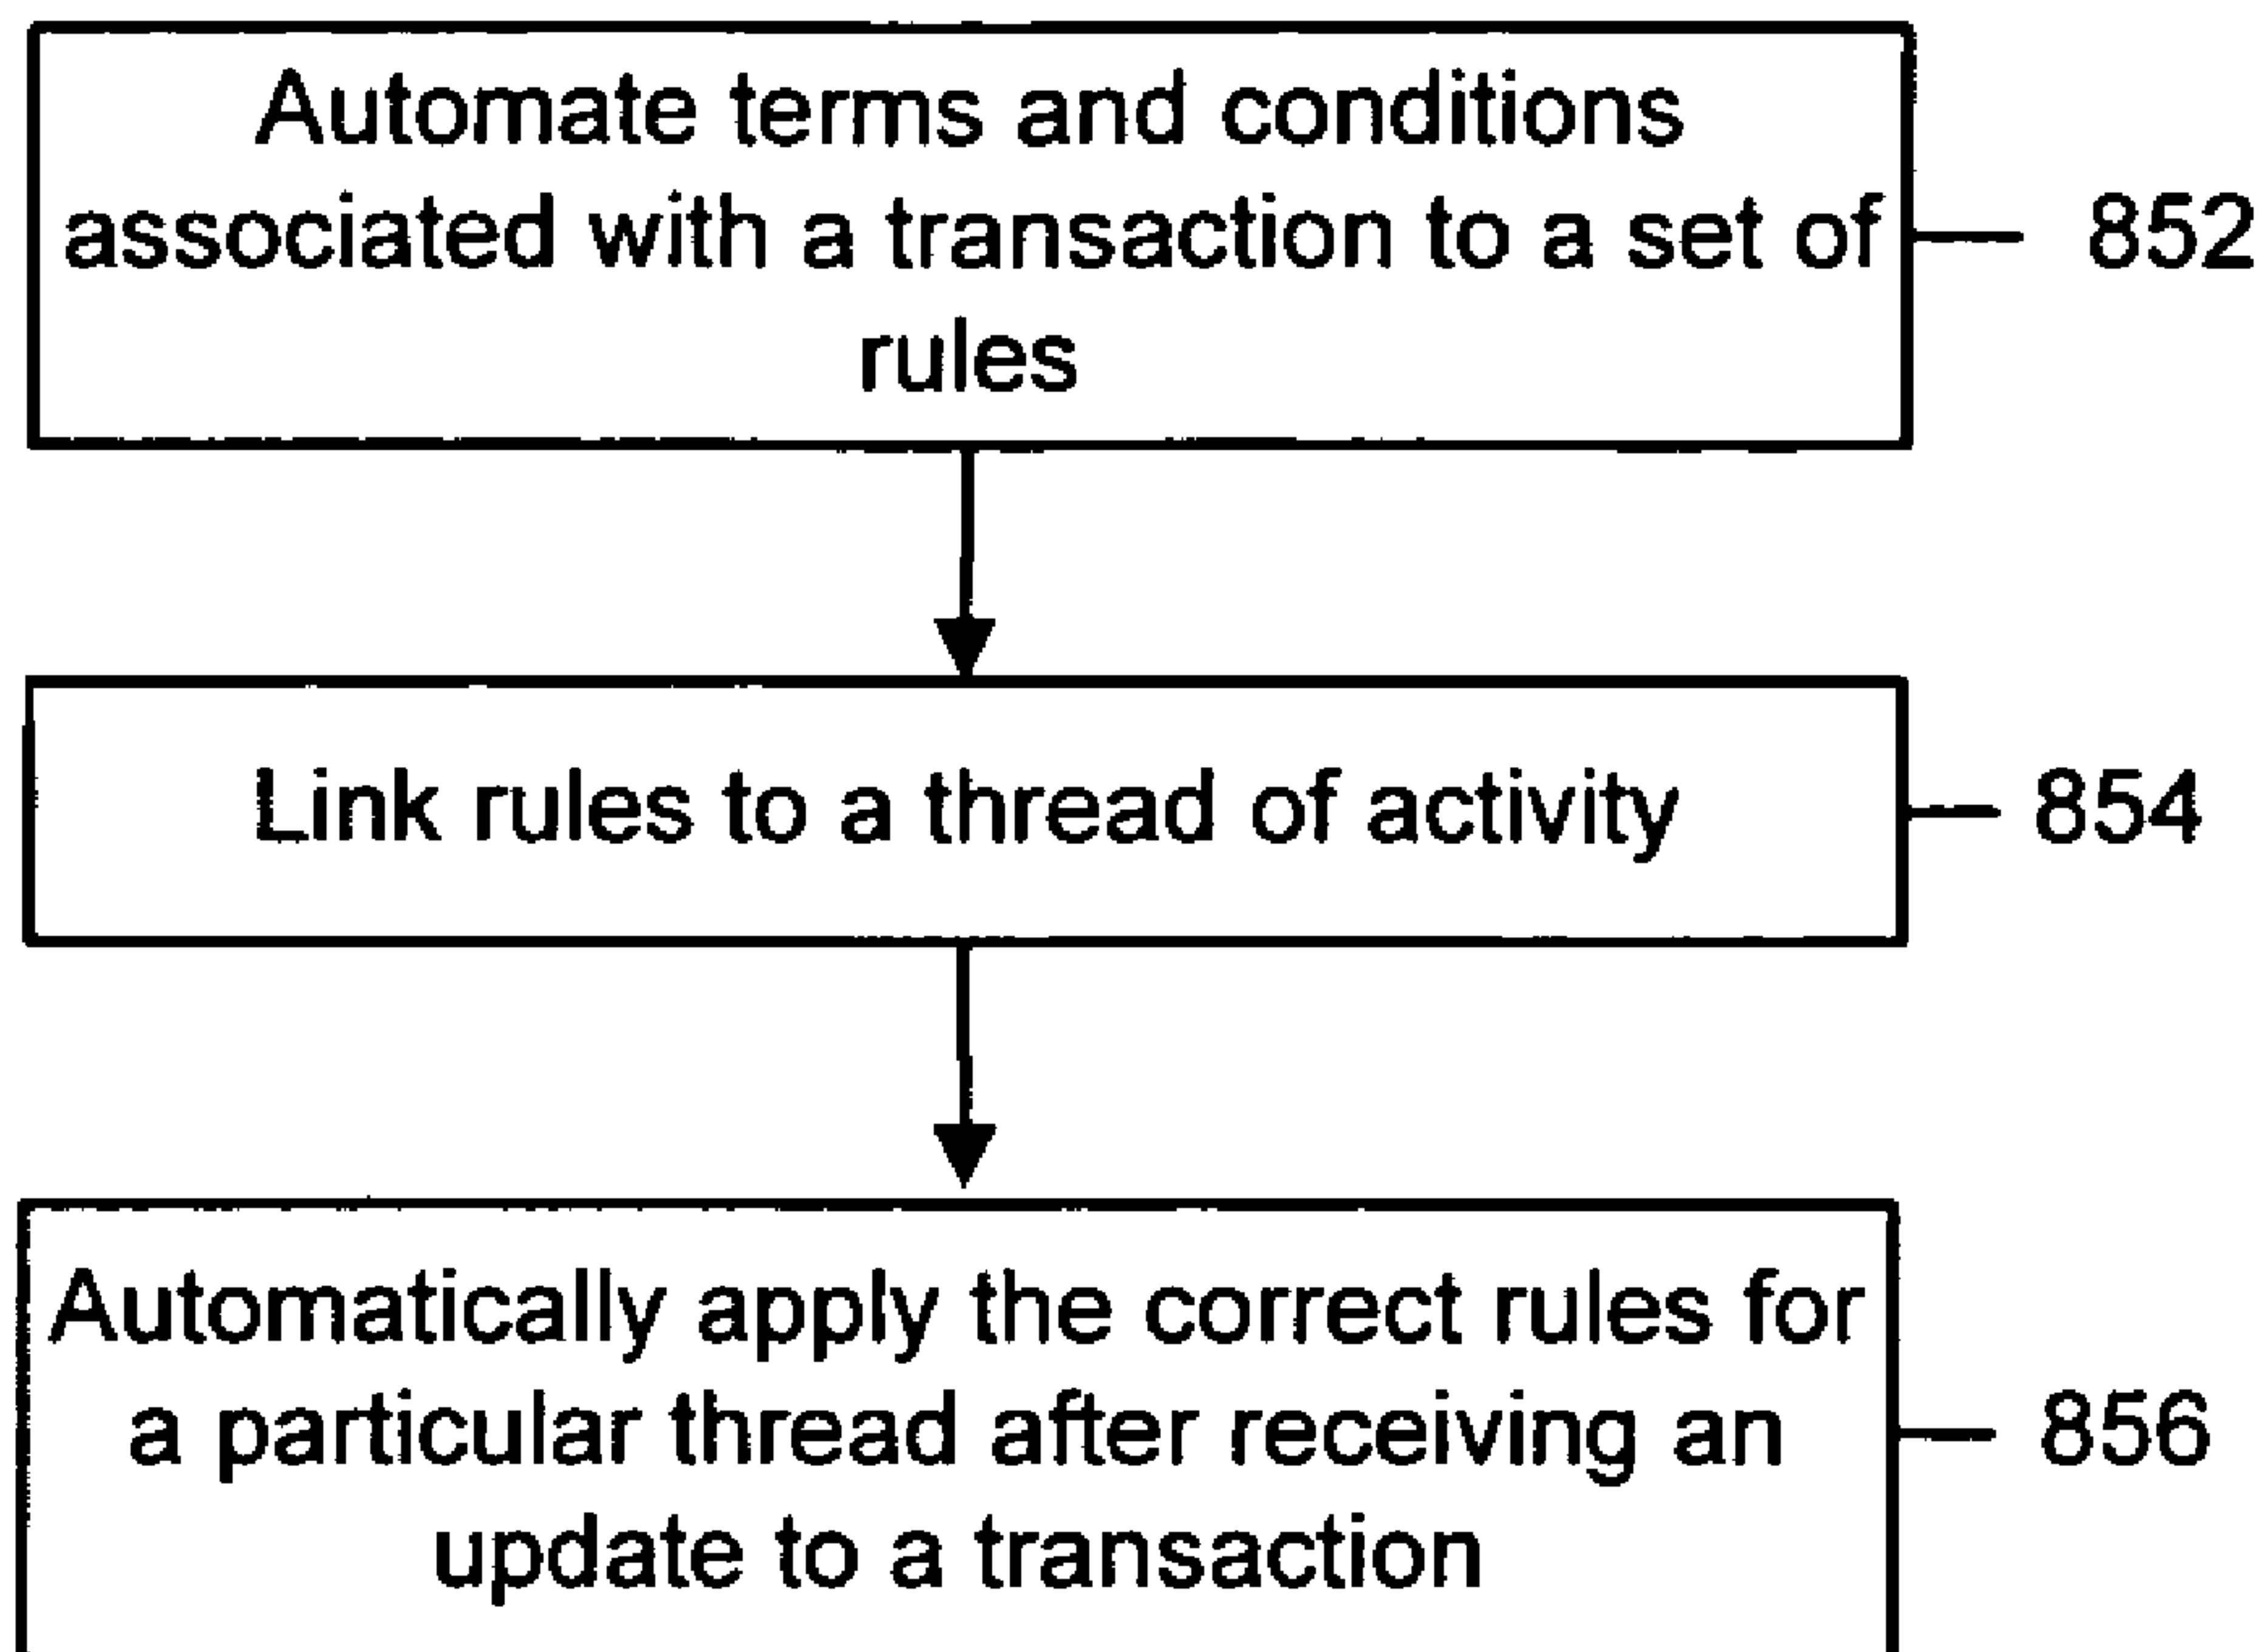 Automate terms and conditions
associated with a transaction to a set of
rules
852
Link rules to a thread of activity
854
Automatically apply the correct rules for
a particular thread after receiving an
update to a transaction
856